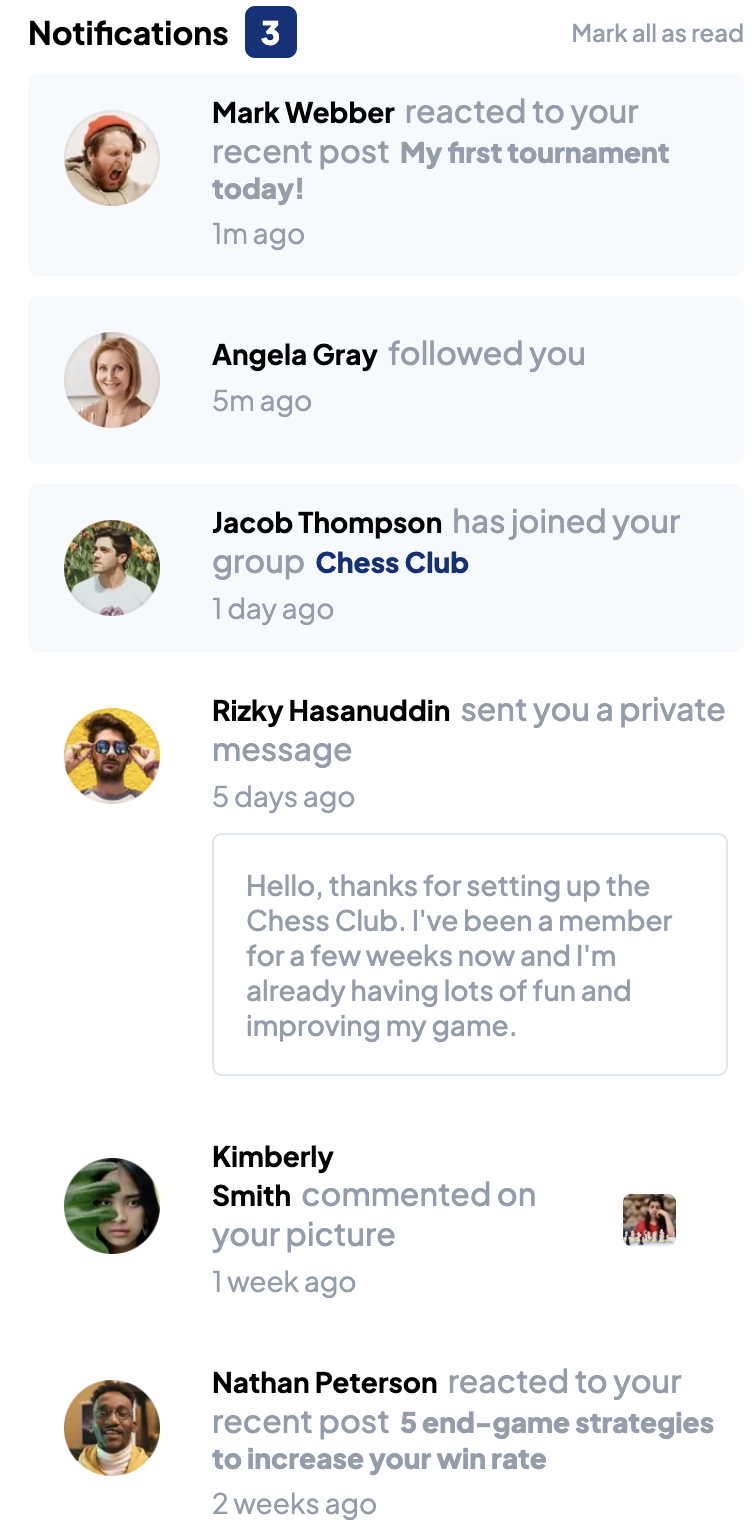 Notifications 3 Mark all as read
Mark Webber reacted to your
recent post My first tournament
today!
1m ago
Angela Gray followed you
5m ago
Jacob Thompson has joined your
group Chess Club
1 day ago
Rizky Hasanuddin sent you a private
message
5 days ago
Hello, thanks for setting up the
Chess Club. I've been a member
for a few weeks now and I'm
already having lots of fun and
improving my game.
Kimberly
Smith commented on
your picture
1 week ago
Nathan Peterson reacted to your
recent post 5 end-game strategies
to increase your win rate
2 weeks ago